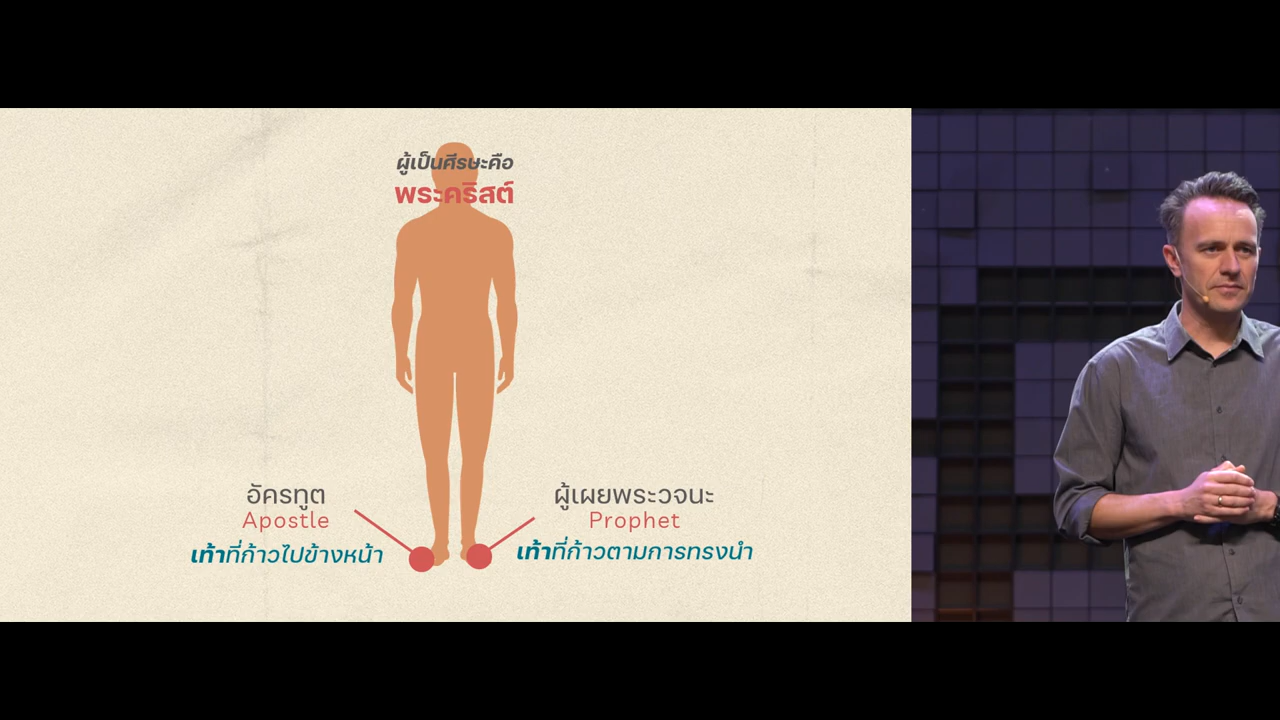 ผู้เป็นศีรษะคือ
พระคริสต์
อัครทูต
Apostle
เท้าที่ก้าวไปข้างหน้า
ผู้เผยพระวจนะ
Prophet
เท้าที่ก้าวตามการทรงนำ